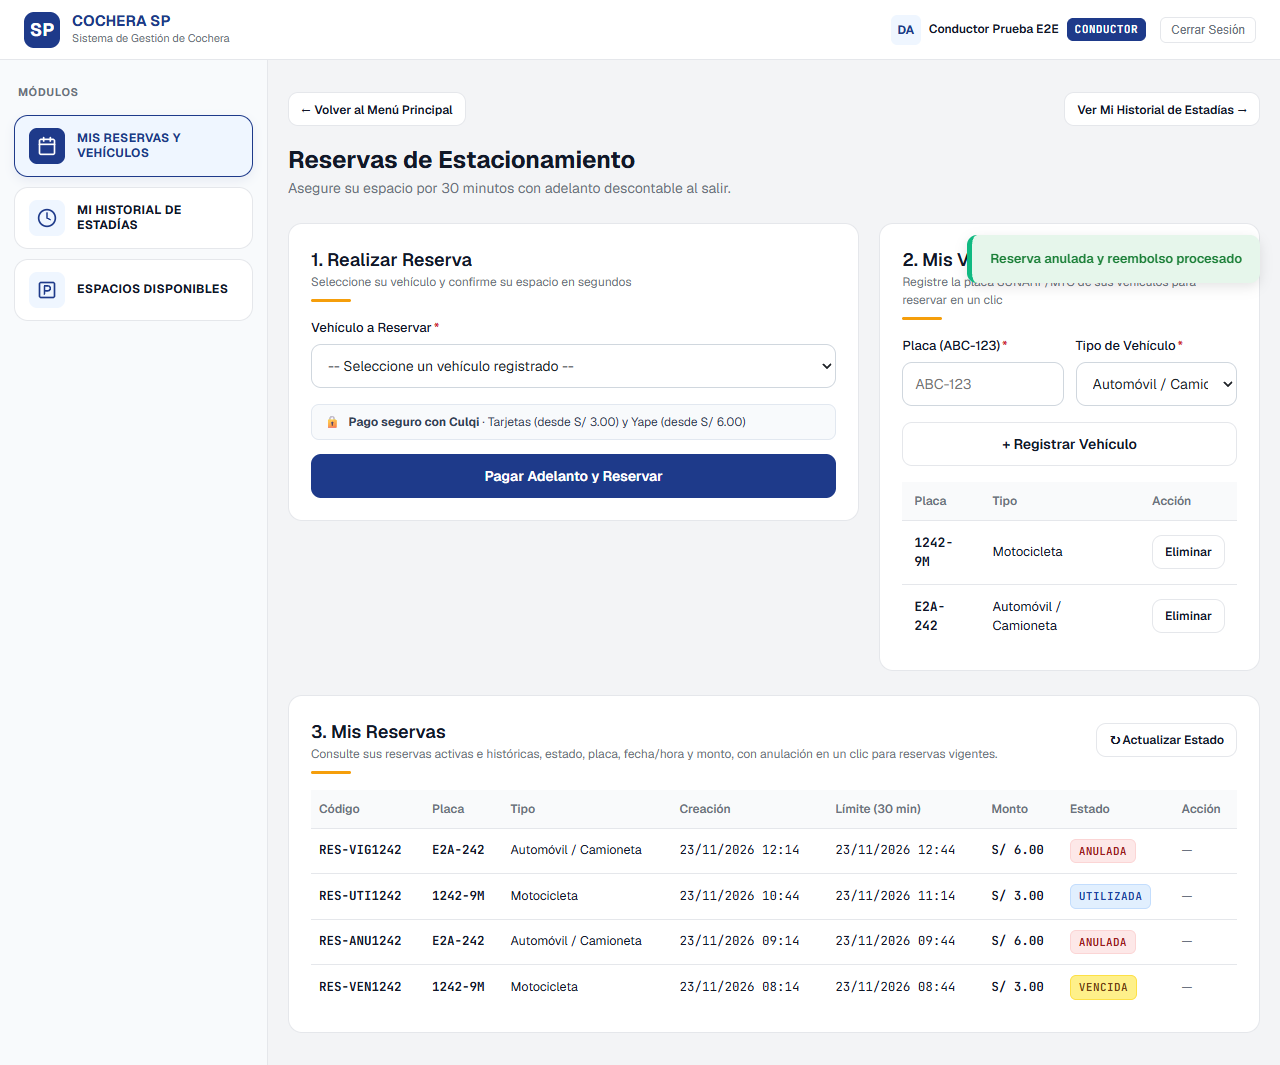 SP
COCHERA SP
Sistema de Gestión de Cochera
DA
Conductor Prueba E2E
CONDUCTOR
Cerrar Sesión
MÓDULOS
MIS RESERVAS Y
VEHÍCULOS
MI HISTORIAL DE
ESTADÍAS
ESPACIOS DISPONIBLES
← Volver al Menú Principal
Ver Mi Historial de Estadías →
Reservas de Estacionamiento
Asegure su espacio por 30 minutos con adelanto descontable al salir.
1. Realizar Reserva
Seleccione su vehículo y confirme su espacio en segundos
Vehículo a Reservar *
-- Seleccione un vehículo registrado --
🔒 Pago seguro con Culqi · Tarjetas (desde S/ 3.00) y Yape (desde S/ 6.00)
Pagar Adelanto y Reservar
2. Mis
Reserva anulada y reembolso procesado
Registre la placa SUNARP/MTC de sus vehículos para
reservar en un clic
Placa (ABC-123) *
Tipo de Vehículo *
ABC-123
Automóvil / Camic
+ Registrar Vehículo
Placa Tipo Acción
1242-
9M
Motocicleta
Eliminar
E2A-
242
Automóvil /
Camioneta
Eliminar
3. Mis Reservas
Consulte sus reservas activas e históricas, estado, placa, fecha/hora y monto, con anulación en un clic para reservas vigentes.
↻ Actualizar Estado
Código Placa Tipo Creación Límite (30 min) Monto Estado Acción
RES-VIG1242 E2A-242 Automóvil / Camioneta 23/11/2026 12:14 23/11/2026 12:44 S/ 6.00 ANULADA —
RES-UTI1242 1242-9M Motocicleta 23/11/2026 10:44 23/11/2026 11:14 S/ 3.00 UTILIZADA —
RES-ANU1242 E2A-242 Automóvil / Camioneta 23/11/2026 09:14 23/11/2026 09:44 S/ 6.00 ANULADA —
RES-VEN1242 1242-9M Motocicleta 23/11/2026 08:14 23/11/2026 08:44 S/ 3.00 VENCIDA —